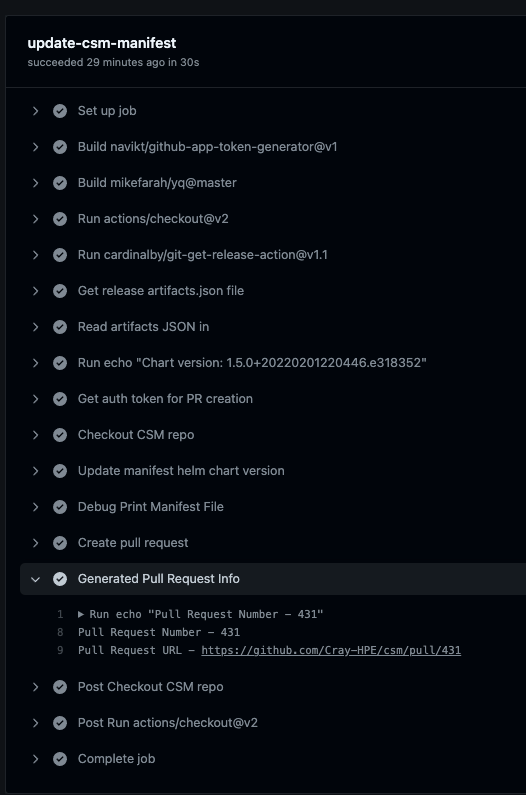 update-csm-manifest
succeeded 29 minutes ago in 30s
Set up job
Build navikt/github-app-token-generator@v1
Build mikefarah/yq@master
Run actions/checkout@v2
Run cardinalby/git-get-release-action@v1.1
Get release artifacts.json file
Read artifacts JSON in
Run echo "Chart version: 1.5.0+20220201220446.e318352"
Get auth token for PR creation
Checkout CSM repo
Update manifest helm chart version
Debug Print Manifest File
Create pull request
Generated Pull Request Info
1 ▶ Run echo "Pull Request Number – 431"
8 Pull Request Number – 431
9 Pull Request URL – https://github.com/Cray-HPE/csm/pull/431
Post Checkout CSM repo
Post Run actions/checkout@v2
Complete job